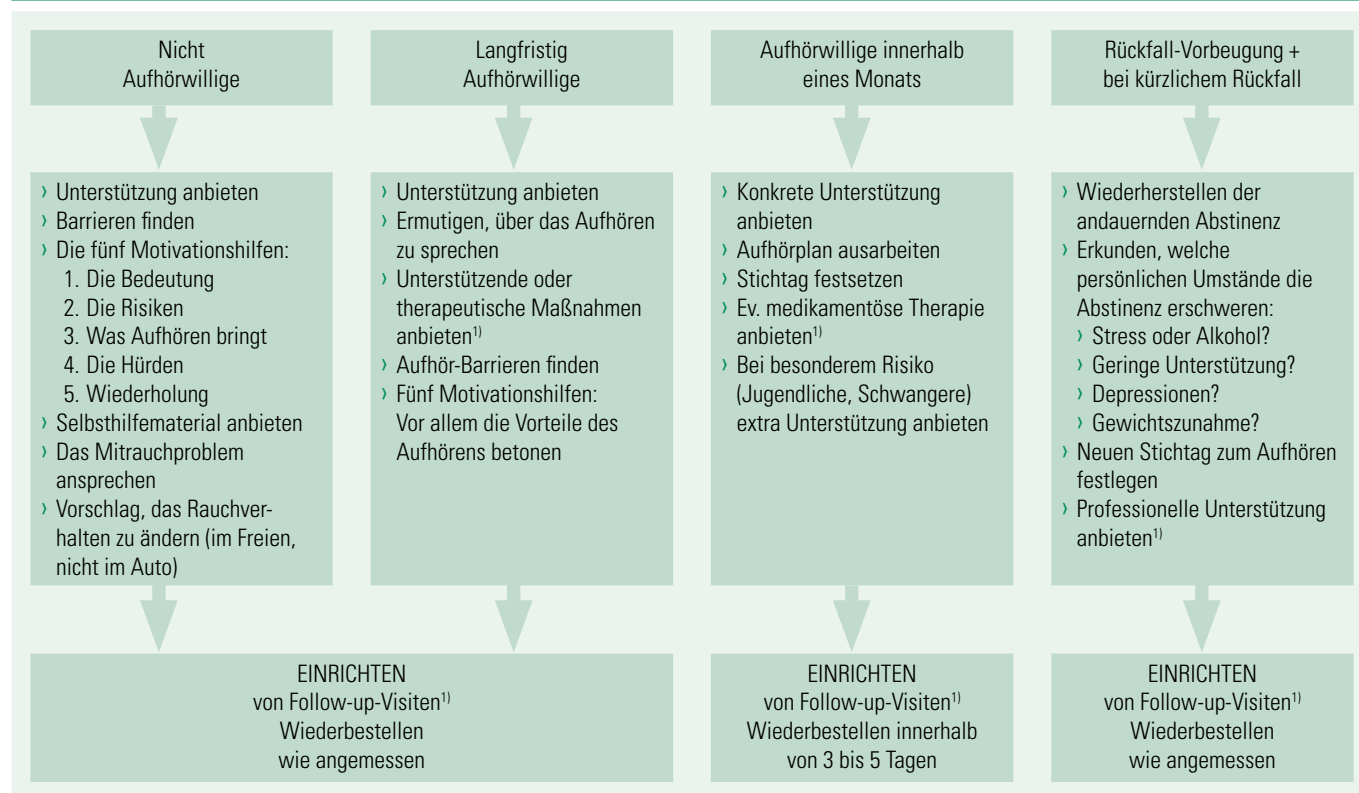 Nicht
Aufhörwillige
Langfristig
Aufhörwillige
Aufhörwillige innerhalb
eines Monats
Rückfall-Vorbeugung +
bei kürzlichem Rückfall
› Unterstützung anbieten
› Barrieren finden
› Die fünf Motivationshilfen:
1. Die Bedeutung
2. Die Risiken
3. Was Aufhören bringt
4. Die Hürden
5. Wiederholung
› Selbsthilfematerial anbieten
› Das Mitrauchproblem
ansprechen
› Vorschlag, das Rauchver-
halten zu ändern (im Freien,
nicht im Auto)
› Unterstützung anbieten
› Ermutigen, über das Aufhören
zu sprechen
› Unterstützende oder
therapeutische Maßnahmen
anbieten¹⁾
› Aufhör-Barrieren finden
› Fünf Motivationshilfen:
Vor allem die Vorteile des
Aufhörens betonen
› Konkrete Unterstützung
anbieten
› Aufhörplan ausarbeiten
› Stichtag festsetzen
› Ev. medikamentöse Therapie
anbieten¹⁾
› Bei besonderem Risiko
(Jugendliche, Schwangere)
extra Unterstützung anbieten
› Wiederherstellen der
andauernden Abstinenz
› Erkunden, welche
persönlichen Umstände die
Abstinenz erschweren:
› Stress oder Alkohol?
› Geringe Unterstützung?
› Depressionen?
› Gewichtszunahme?
› Neuen Stichtag zum Aufhören
festlegen
› Professionelle Unterstützung
anbieten¹⁾
EINRICHTEN
von Follow-up-Visiten¹⁾
Wiederbestellen
wie angemessen
EINRICHTEN
von Follow-up-Visiten¹⁾
Wiederbestellen innerhalb
von 3 bis 5 Tagen
EINRICHTEN
von Follow-up-Visiten¹⁾
Wiederbestellen
wie angemessen